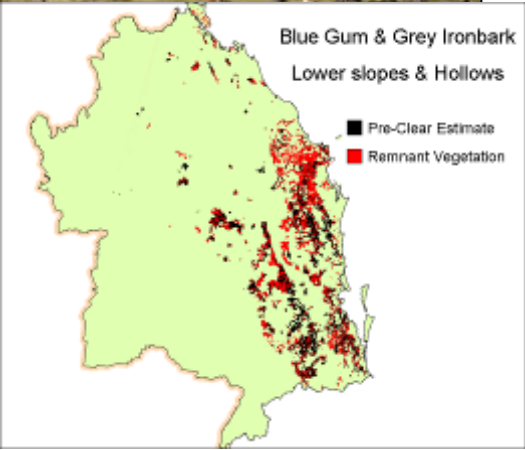 Blue Gum & Grey Ironbark
Lower slopes & Hollows
Pre-Clear Estimate
Remnant Vegetation